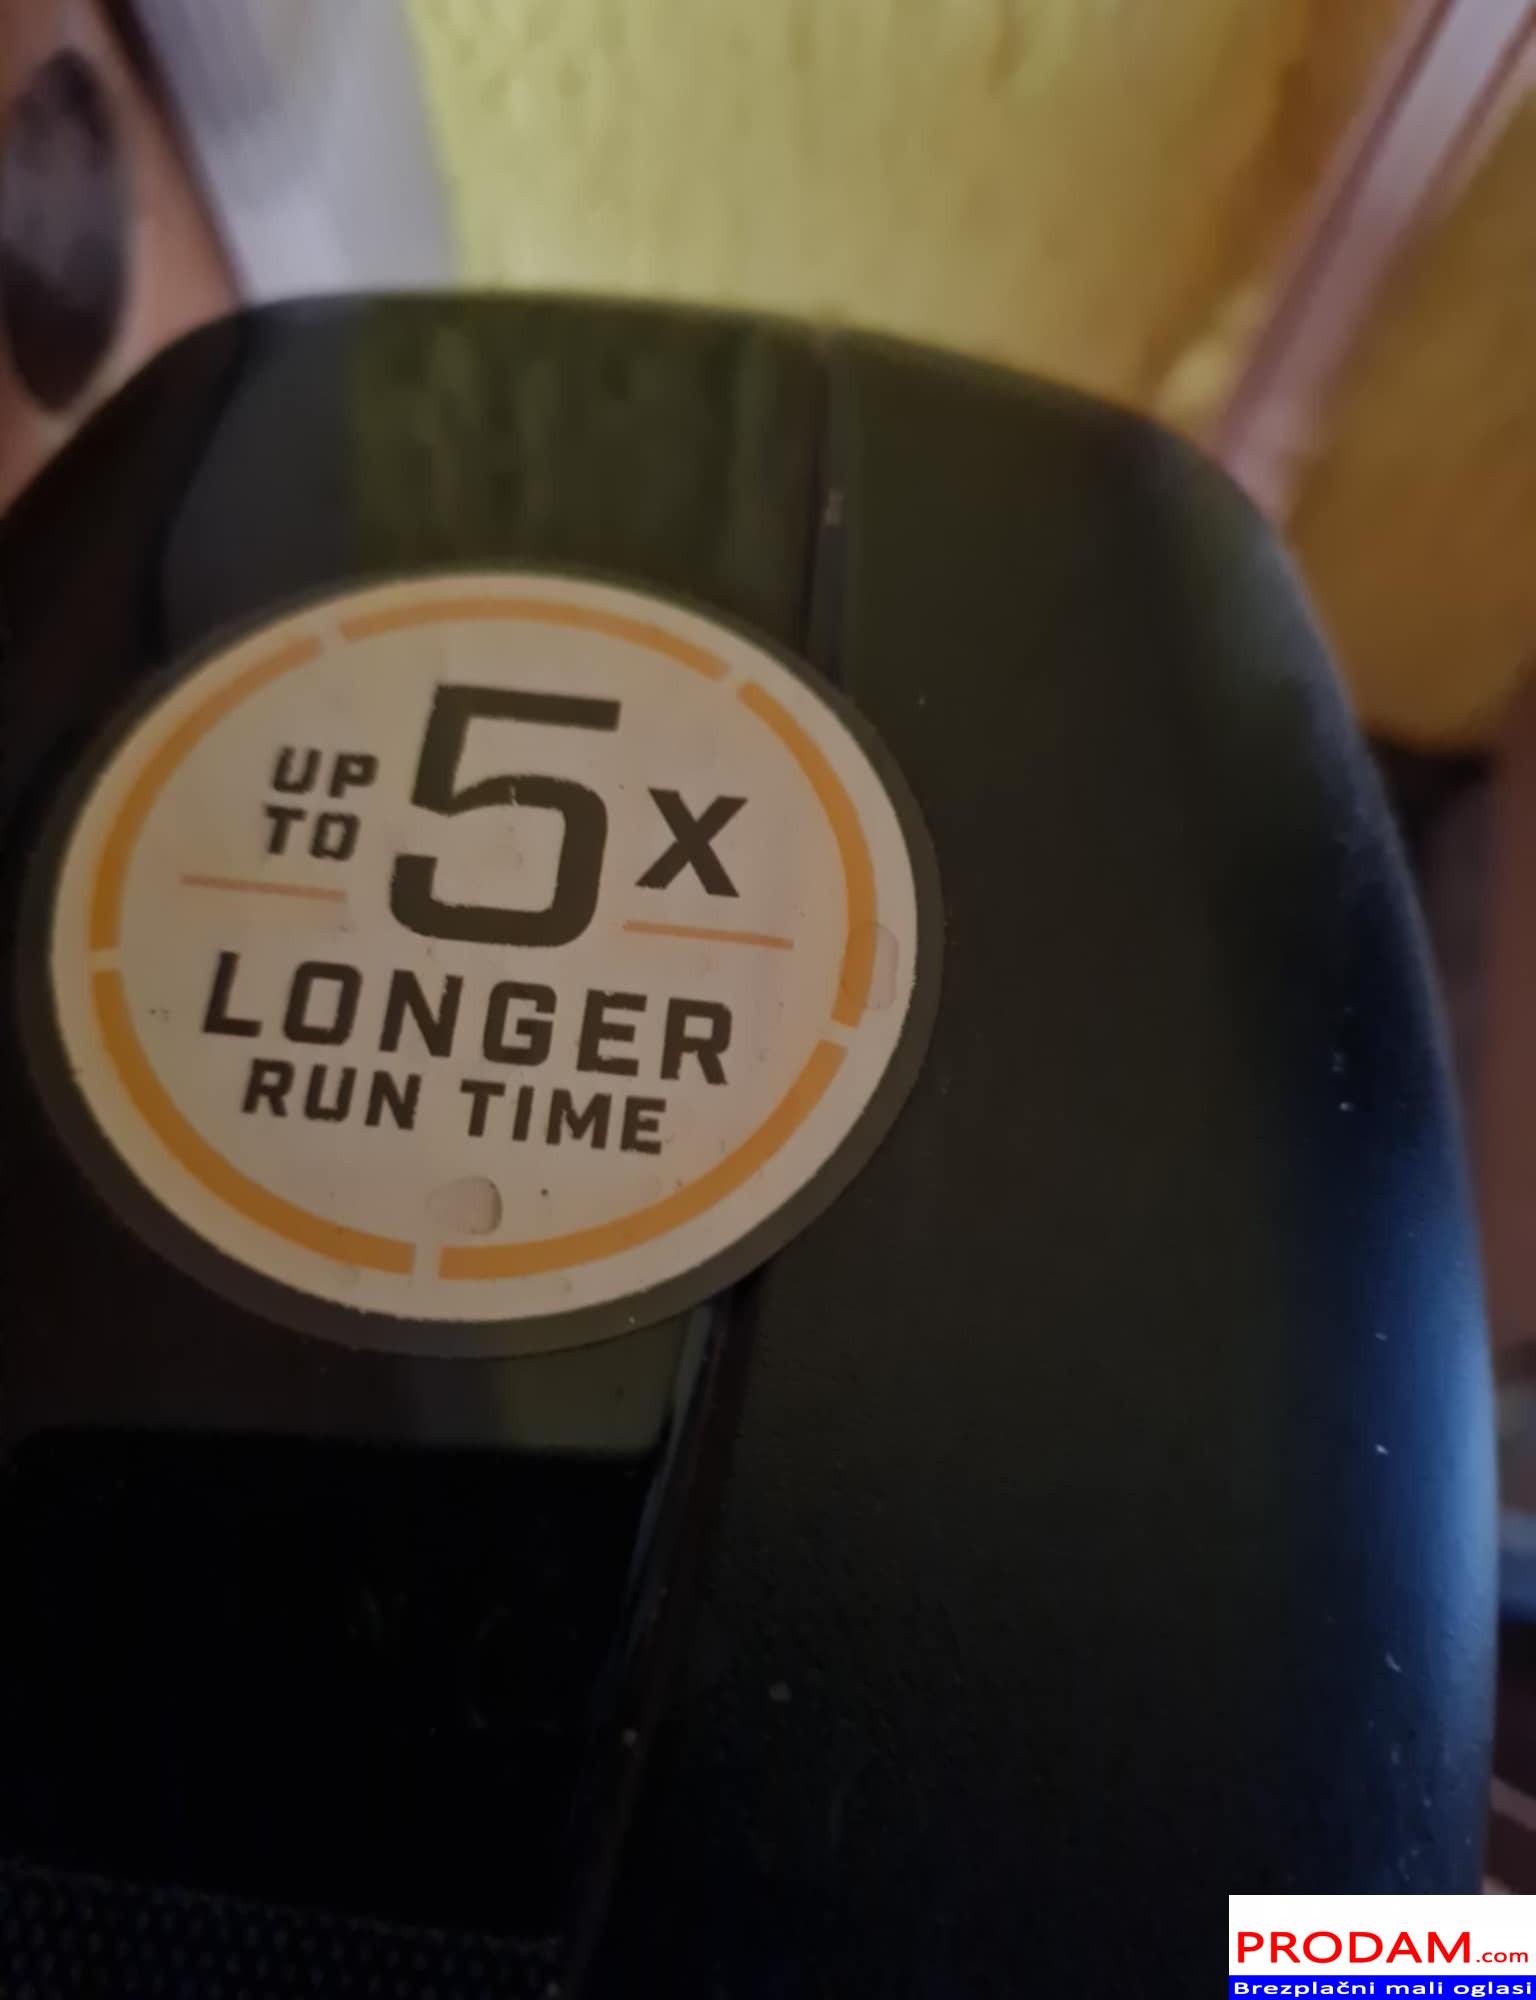 UP TO 5X
LONGER
RUN TIME
PRODAM.com
Brezplačni mali oglasi